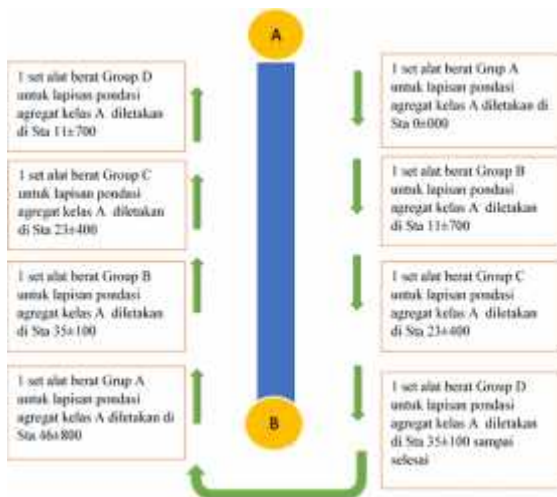 A
1 set alat berat Group D
untuk lapisan pondasi
agregat kelas A diletakan
di Sta 11±700
1 set alat berat Group C
untuk lapisan pondasi
agregat kelas A diletakan
di Sta 23±400
1 set alat berat Group B
untuk lapisan pondasi
agregat kelas A diletakan
di Sta 35±100
1 set alat berat Grup A
untuk lapisan pondasi
agregat kelas A diletakan di
Sta 46±800
1 set alat berat Grup A
untuk lapisan pondasi
agregat kelas A diletakan di
Sta 0±000
1 set alat berat Group B
untuk lapisan pondasi
agregat kelas A diletakan
di Sta 11±700
1 set alat berat Group C
untuk lapisan pondasi
agregat kelas A diletakan
di Sta 23±400
1 set alat berat Group D
untuk lapisan pondasi
agregat kelas A diletakan
di Sta 35±100 sampai
selesai
B